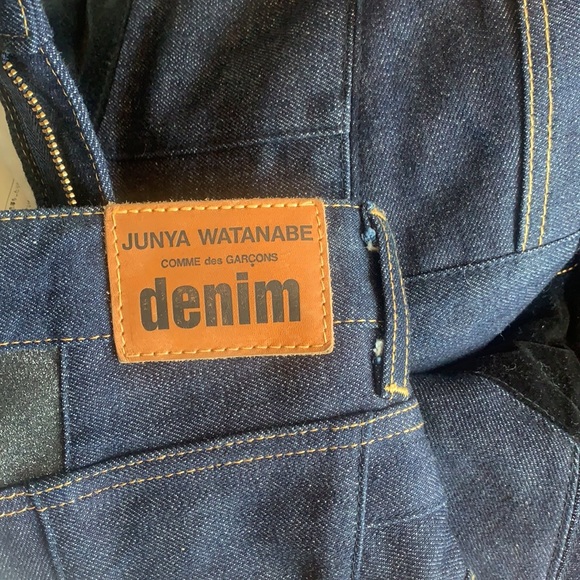 JUNYA WATANABE
COMME des GARÇONS
denim